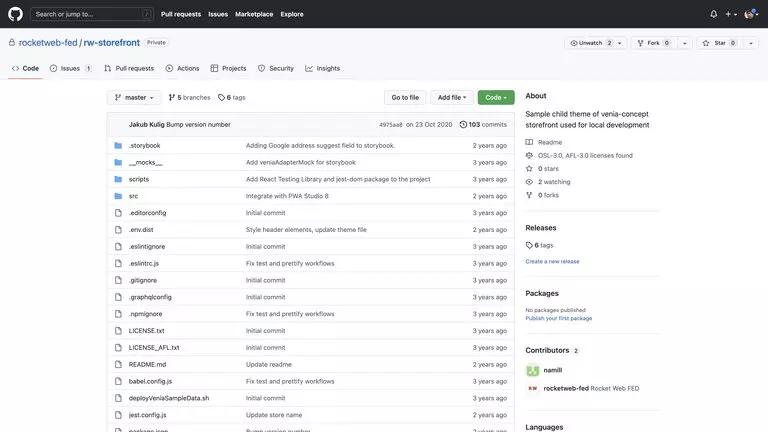 Search or jump to... / Pull requests Issues Marketplace Explore
rocketweb-fed / rw-storefront Private Unwatch 2 Fork 0 Star 0
Code Issues 1 Pull requests Actions Projects Security Insights
master 5 branches 6 tags Go to file Add file Code
Jakub Kulig Bump version number 4975aa8 on 23 Oct 2020 103 commits
.storybook Adding Google address suggest field to storybook. 2 years ago
__mocks__ Add veniaAdapterMock for storybook 3 years ago
scripts Add React Testing Library and jest-dom package to the project 3 years ago
src Integrate with PWA Studio 8 2 years ago
.editorconfig Initial commit 3 years ago
.env.dist Style header elements, update theme file 2 years ago
.eslintignore Initial commit 3 years ago
.eslintrc.js Fix test and prettify workflows 3 years ago
.gitignore Initial commit 3 years ago
.graphqlconfig Initial commit 3 years ago
.npmignore Fix test and prettify workflows 3 years ago
LICENSE.txt Initial commit 3 years ago
LICENSE_AFL.txt Initial commit 3 years ago
README.md Update readme 2 years ago
babel.config.js Fix test and prettify workflows 3 years ago
deployVeniaSampleData.sh Initial commit 3 years ago
jest.config.js Update store name 2 years ago
package.json Bump version number 2 years ago
About
Sample child theme of venia-concept
storefront used for local development
Readme
OSL-3.0, AFL-3.0 licenses found
0 stars
2 watching
0 forks
Releases
6 tags
Create a new release
Packages
No packages published
Publish your first package
Contributors 2
namill
RW rocketweb-fed Rocket Web FED
Languages